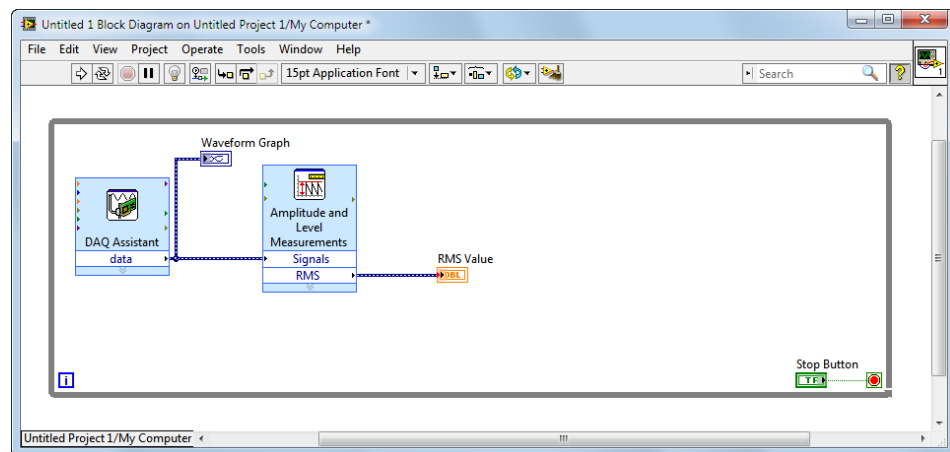 Untitled 1 Block Diagram on Untitled Project 1/My Computer *
File Edit View Project Operate Tools Window Help
15pt Application Font
Search
?
1
Waveform Graph
DAQ Assistant
data
Amplitude and
Level
Measurements
Signals
RMS
RMS Value
DBL
Stop Button
TF
i
Untitled Project 1/My Computer